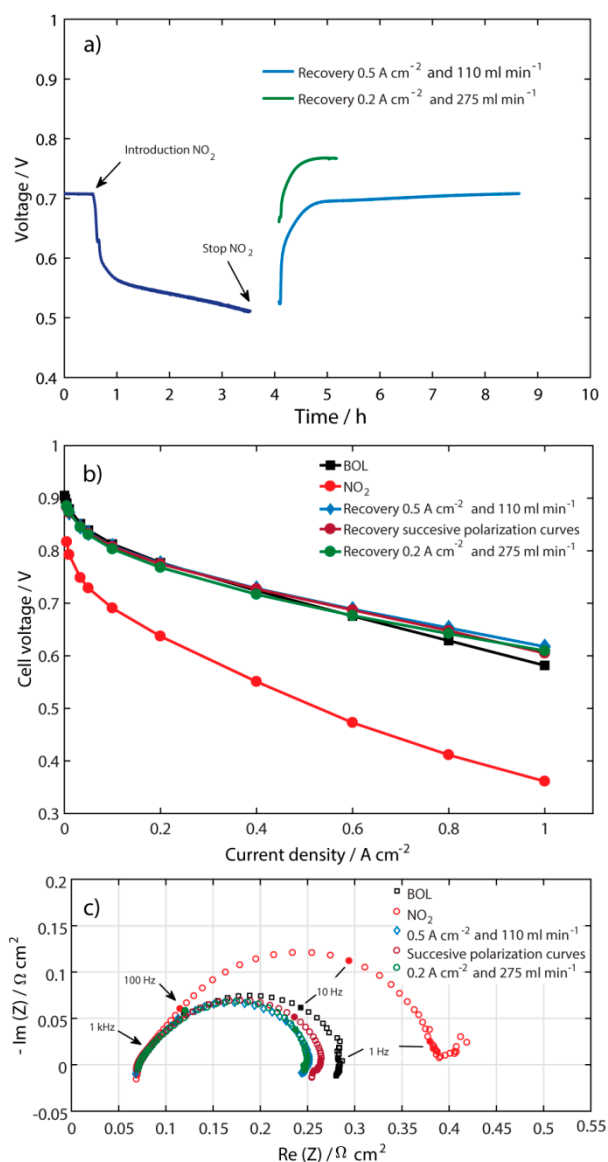 a)
Recovery 0.5 A cm⁻² and 110 ml min⁻¹
Recovery 0.2 A cm⁻² and 275 ml min⁻¹
Introduction NO₂
Stop NO₂
Voltage / V
1
0.9
0.8
0.7
0.6
0.5
0.4
0 1 2 3 4 5 6 7 8 9 10
Time / h
b)
BOL
NO₂
Recovery 0.5 A cm⁻² and 110 ml min⁻¹
Recovery succesive polarization curves
Recovery 0.2 A cm⁻² and 275 ml min⁻¹
Cell voltage / V
1
0.9
0.8
0.7
0.6
0.5
0.4
0.3
0 0.2 0.4 0.6 0.8 1
Current density / A cm⁻²
c)
BOL
NO₂
0.5 A cm⁻² and 110 ml min⁻¹
Succesive polarization curves
0.2 A cm⁻² and 275 ml min⁻¹
100 Hz
10 Hz
1 kHz
1 Hz
- Im (Z) / Ω cm²
0.2
0.15
0.1
0.05
0
-0.05
0 0.05 0.1 0.15 0.2 0.25 0.3 0.35 0.4 0.45 0.5 0.55
Re (Z) / Ω cm²